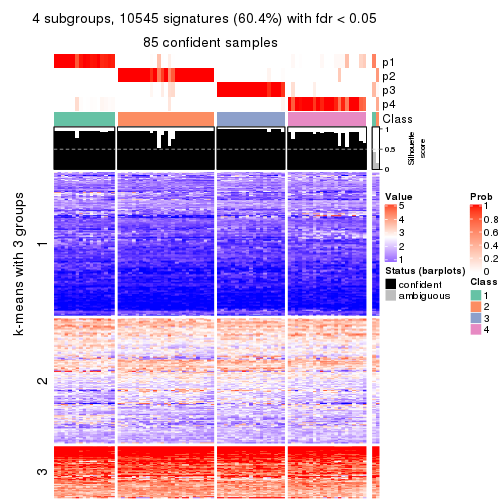 4 subgroups, 10545 signatures (60.4%) with fdr < 0.05
85 confident samples
p1
p2
p3
p4
Class
1
0.5
0
Silhouette
score
k-means with 3 groups
1
2
3
Value
5
4
3
2
1
Status (barplots)
confident
ambiguous
Prob
1
0.8
0.6
0.4
0.2
0
Class
1
2
3
4